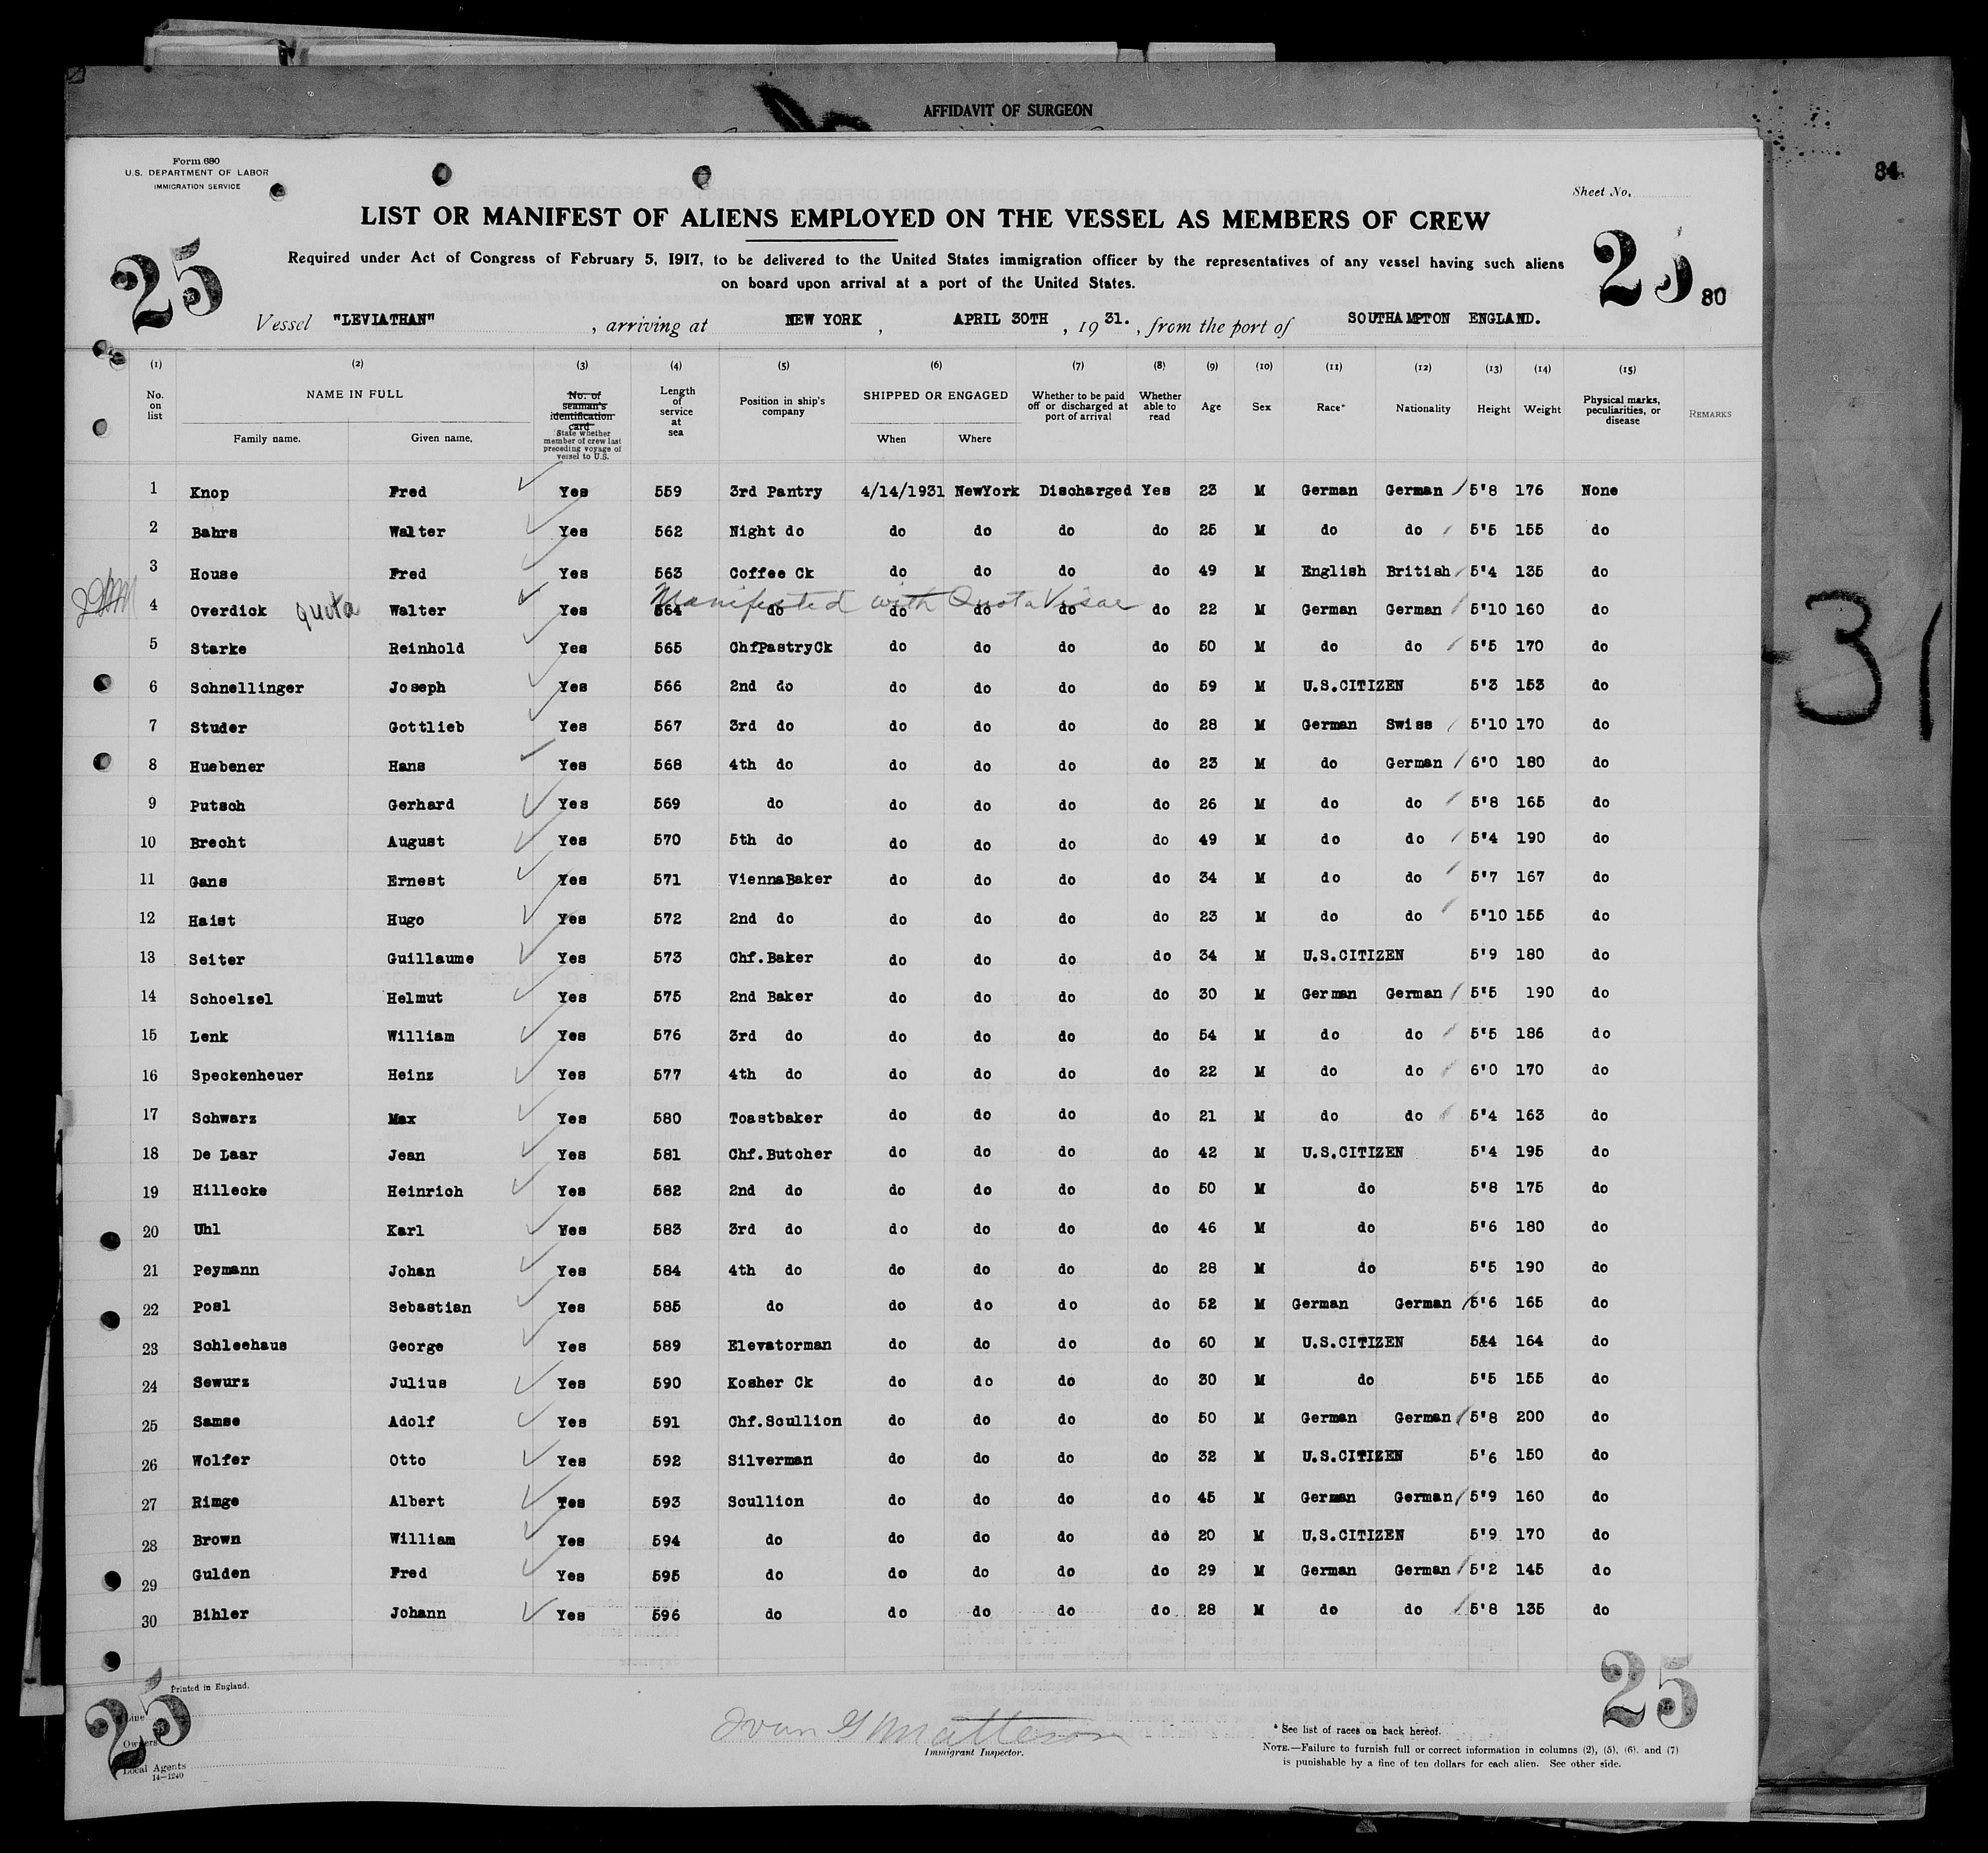 AFFIDAVIT OF SURGEON
84
Form 680
U.S. DEPARTMENT OF LABOR
IMMIGRATION SERVICE
Sheet No.
LIST OR MANIFEST OF ALIENS EMPLOYED ON THE VESSEL AS MEMBERS OF CREW
25
25
80
Required under Act of Congress of February 5, 1917, to be delivered to the United States immigration officer by the representatives of any vessel having such aliens
on board upon arrival at a port of the United States.
Vessel "LEVIATHAN", arriving at NEW YORK, APRIL 30TH, 1931., from the port of SOUTHAMPTON ENGLAND.
(1) (2) (3) (4) (5) (6) (7) (8) (9) (10) (11) (12) (13) (14) (15)
No. on list
NAME IN FULL
Family name. Given name.
No. of seaman's identification card
State whether member of crew last preceding voyage of vessel to U.S.
Length of service at sea
Position in ship's company
SHIPPED OR ENGAGED
When Where
Whether to be paid off or discharged at port of arrival
Whether able to read
Age
Sex
Race*
Nationality
Height
Weight
Physical marks, peculiarities, or disease
REMARKS
1 Knop Fred Yes 559 3rd Pantry 4/14/1931 NewYork Discharged Yes 23 M German German 5'8 176 None
2 Bahrs Walter Yes 562 Night do do do do do 25 M do do 5'5 155 do
3 House Fred Yes 563 Coffee Ck do do do do 49 M English British 5'4 135 do
Manifested with Quota Visae
4 Overdick quota Walter Yes 564 do do do do do 22 M German German 5'10 160 do
5 Starke Reinhold Yes 565 ChfPastryCk do do do do 50 M do do 5'5 170 do
6 Schnellinger Joseph Yes 566 2nd do do do do do 59 M U.S.CITIZEN 5'3 153 do
7 Studer Gottlieb Yes 567 3rd do do do do do 28 M German Swiss 5'10 170 do
8 Huebener Hans Yes 568 4th do do do do do 23 M do German 6'0 180 do
9 Putsch Gerhard Yes 569 do do do do do 26 M do do 5'8 165 do
10 Brecht August Yes 570 5th do do do do do 49 M do do 5'4 190 do
11 Gans Ernest Yes 571 ViennaBaker do do do do 34 M do do 5'7 167 do
12 Haist Hugo Yes 572 2nd do do do do do 23 M do do 5'10 155 do
13 Seiter Guillaume Yes 573 Chf.Baker do do do do 34 M U.S.CITIZEN 5'9 180 do
14 Schoelzel Helmut Yes 575 2nd Baker do do do do 30 M German German 5'5 190 do
15 Lenk William Yes 576 3rd do do do do do 54 M do do 5'5 186 do
16 Speckenheuer Heinz Yes 577 4th do do do do do 22 M do do 6'0 170 do
17 Schwarz Max Yes 580 Toastbaker do do do do 21 M do do 5'4 163 do
18 De Laar Jean Yes 581 Chf.Butcher do do do do 42 M U.S.CITIZEN 5'4 195 do
19 Hillecke Heinrich Yes 582 2nd do do do do do 50 M do 5'8 175 do
20 Uhl Karl Yes 583 3rd do do do do do 46 M do 5'6 180 do
21 Peymann Johan Yes 584 4th do do do do do 28 M do 5'5 190 do
22 Posl Sebastian Yes 585 do do do do do 52 M German German 5'6 165 do
23 Schleehaus George Yes 589 Elevatorman do do do do 60 M U.S.CITIZEN 5&4 164 do
24 Sewurz Julius Yes 590 Kosher Ck do do do do 30 M do 5'5 155 do
25 Samse Adolf Yes 591 Chf.Scullion do do do do 50 M German German 5'8 200 do
26 Wolfer Otto Yes 592 Silverman do do do do 32 M U.S.CITIZEN 5'6 150 do
27 Rimge Albert Yes 593 Scullion do do do do 45 M German German 5'9 160 do
28 Brown William Yes 594 do do do do do 20 M U.S.CITIZEN 5'9 170 do
29 Gulden Fred Yes 595 do do do do do 29 M German German 5'2 145 do
30 Bihler Johann Yes 596 do do do do do 28 M do do 5'8 135 do
31
25
25
Printed in England.
Line
Owners
Local Agents
14—1240
Ivan G Matteson
Immigrant Inspector.
* See list of races on back hereof.
NOTE.—Failure to furnish full or correct information in columns (2), (5), (6), and (7)
is punishable by a fine of ten dollars for each alien. See other side.